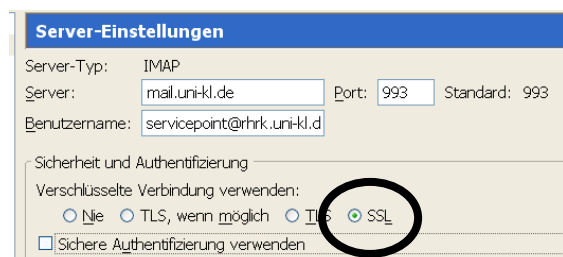 Server-Einstellungen
Server-Typ: IMAP
Server: mail.uni-kl.de Port: 993 Standard: 993
Benutzername: servicepoint@rhrk.uni-kl.d
Sicherheit und Authentifizierung
Verschlüsselte Verbindung verwenden:
Nie TLS, wenn möglich TLS SSL
Sichere Authentifizierung verwenden